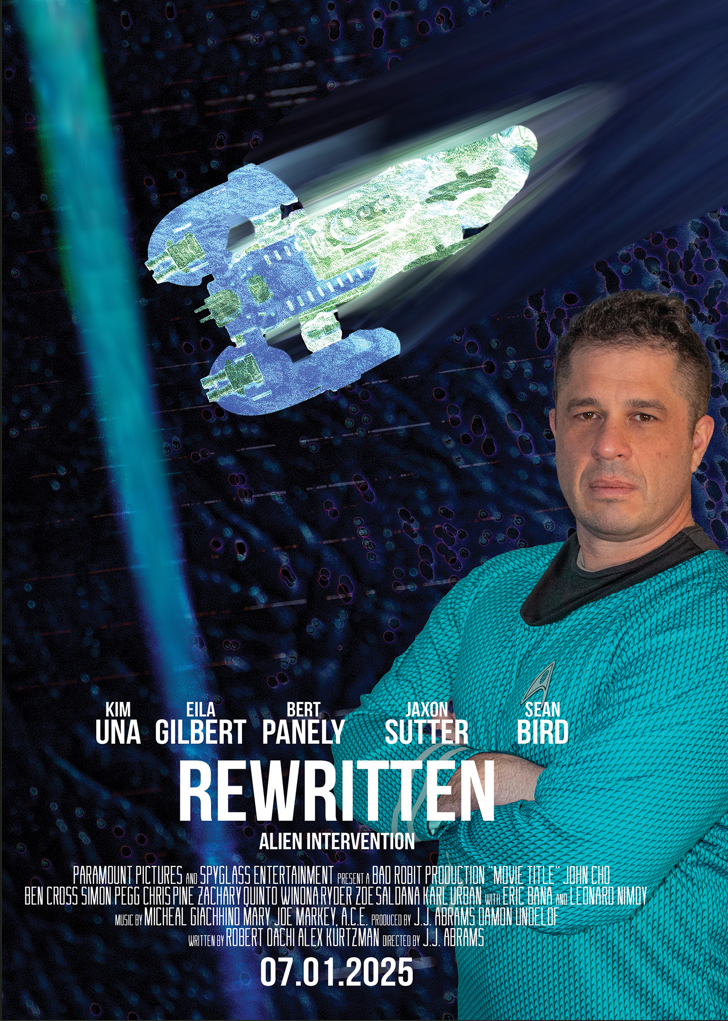 KIM EILA BERT JAXON SEAN
UNA GILBERT PANELY SUTTER BIRD
REWRITTEN
ALIEN INTERVENTION
PARAMOUNT PICTURES AND SPYGLASS ENTERTAINMENT PRESENT A BAD ROBIT PRODUCTION "MOVIE TITLE" JOHN CHO
BEN CROSS SIMON PEGG CHRIS PINE ZACHARY QUINTO WINONA RYDER ZOE SALDANA KARL URBAN WITH ERIC BANA AND LEONARD NIMOY
MUSIC BY MICHEAL GIACHHINO MARY JOE MARKEY, A.C.E. PRODUCED BY J.J. ABRAMS DAMON UNDELOF
WRITTEN BY ROBERT OACHI ALEX KURTZMAN DIRECTED BY J.J. ABRAMS
07.01.2025